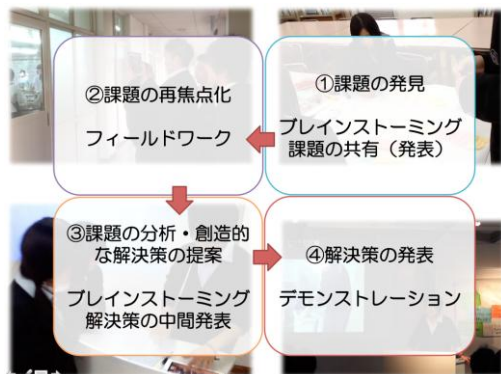 ①課題の発見
ブレインストーミング
課題の共有（発表）
②課題の再焦点化
フィールドワーク
③課題の分析・創造的
な解決策の提案
ブレインストーミング
解決策の中間発表
④解決策の発表
デモンストレーション